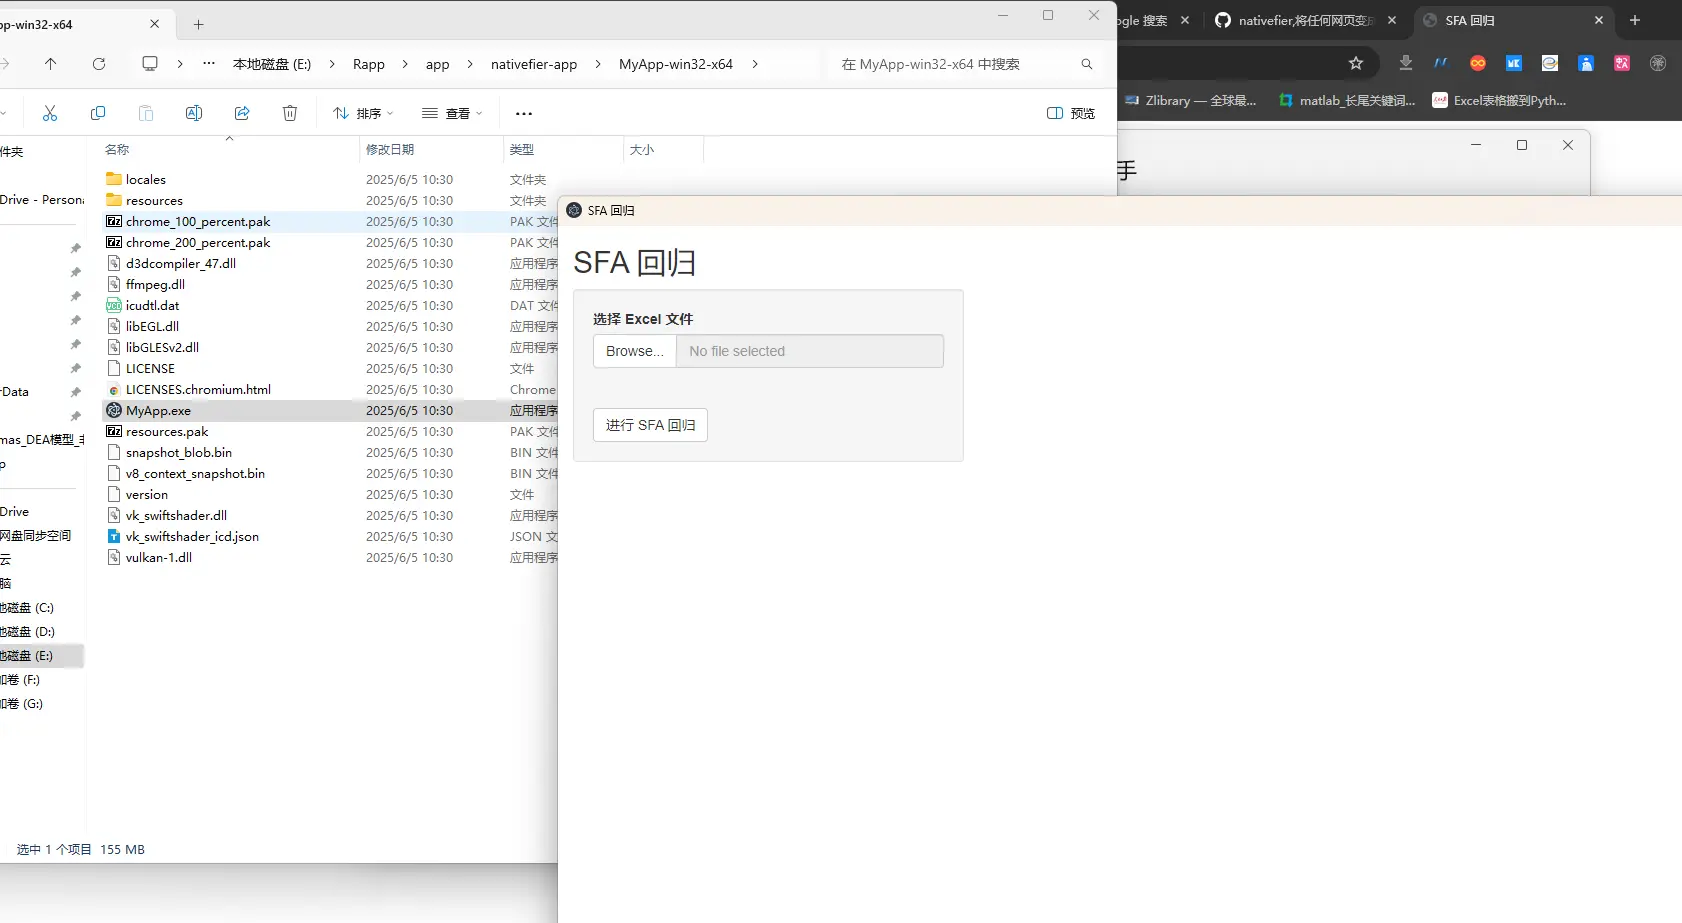 pp-win32-x64
本地磁盘 (E:) Rapp app nativefier-app MyApp-win32-x64
在 MyApp-win32-x64 中搜索
排序 查看 预览
名称 修改日期 类型 大小
locales 2025/6/5 10:30 文件夹
resources 2025/6/5 10:30 文件夹
chrome_100_percent.pak 2025/6/5 10:30 PAK 文件
chrome_200_percent.pak 2025/6/5 10:30 PAK 文件
d3dcompiler_47.dll 2025/6/5 10:30 应用程序
ffmpeg.dll 2025/6/5 10:30 应用程序
icudtl.dat 2025/6/5 10:30 DAT 文件
libEGL.dll 2025/6/5 10:30 应用程序
libGLESv2.dll 2025/6/5 10:30 应用程序
LICENSE 2025/6/5 10:30 文件
LICENSES.chromium.html 2025/6/5 10:30 Chrome
MyApp.exe 2025/6/5 10:30 应用程序
resources.pak 2025/6/5 10:30 PAK 文件
snapshot_blob.bin 2025/6/5 10:30 BIN 文件
v8_context_snapshot.bin 2025/6/5 10:30 BIN 文件
version 2025/6/5 10:30 文件
vk_swiftshader.dll 2025/6/5 10:30 应用程序
vk_swiftshader_icd.json 2025/6/5 10:30 JSON 文
vulkan-1.dll 2025/6/5 10:30 应用程序
件夹
Drive - Persona
rData
mas_DEA模型_
p
Drive
网盘同步空间
云
脑
地磁盘 (C:)
地磁盘 (D:)
地磁盘 (E:)
加卷 (F:)
加卷 (G:)
选中 1 个项目 155 MB
ogle 搜索
nativefier,将任何网页变
SFA 回归
Zlibrary — 全球最...
matlab_长尾关键词...
Excel表格搬到Pyth...
手
SFA 回归
SFA 回归
选择 Excel 文件
Browse... No file selected
进行 SFA 回归